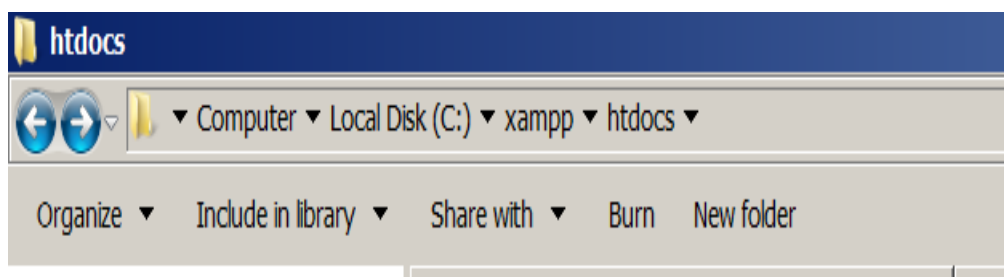 htdocs
Computer Local Disk (C:) xampp htdocs
Organize Include in library Share with Burn New folder